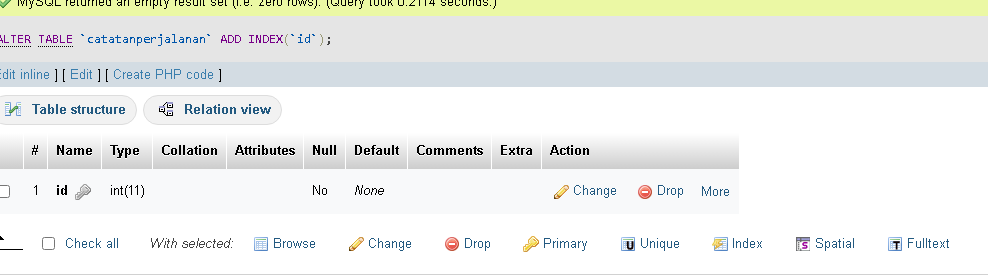 MySQL returned an empty result set (i.e. zero rows). (Query took 0.2114 seconds.)
ALTER TABLE `catatanperjalanan` ADD INDEX(`id`);
Edit inline ] [ Edit ] [ Create PHP code ]
Table structure Relation view
# Name Type Collation Attributes Null Default Comments Extra Action
1 id int(11) No None Change Drop More
Check all With selected: Browse Change Drop Primary Unique Index Spatial Fulltext